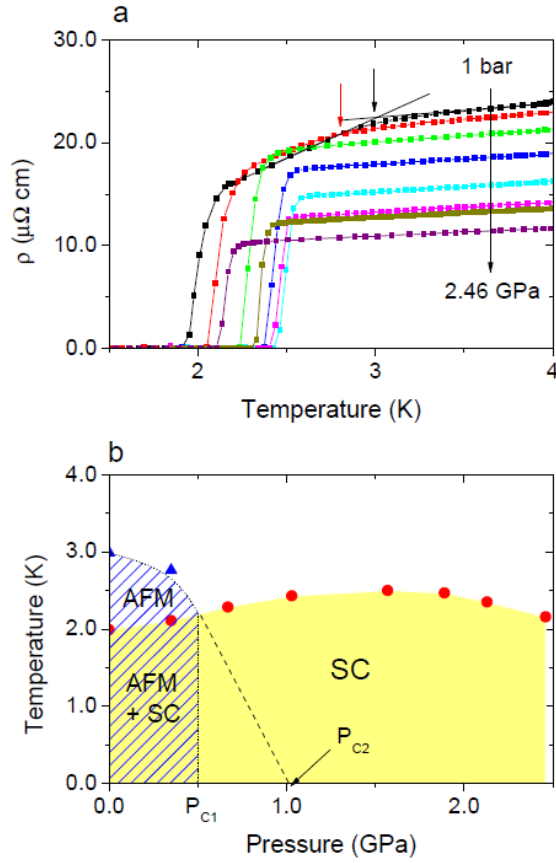 a
30.0
20.0
10.0
0.0
ρ (μΩ cm)
1 bar
2.46 GPa
2
3
4
Temperature (K)
b
4.0
3.0
2.0
1.0
0.0
Temperature (K)
AFM
AFM
+ SC
SC
P_C2
0.0
P_C1
1.0
2.0
Pressure (GPa)